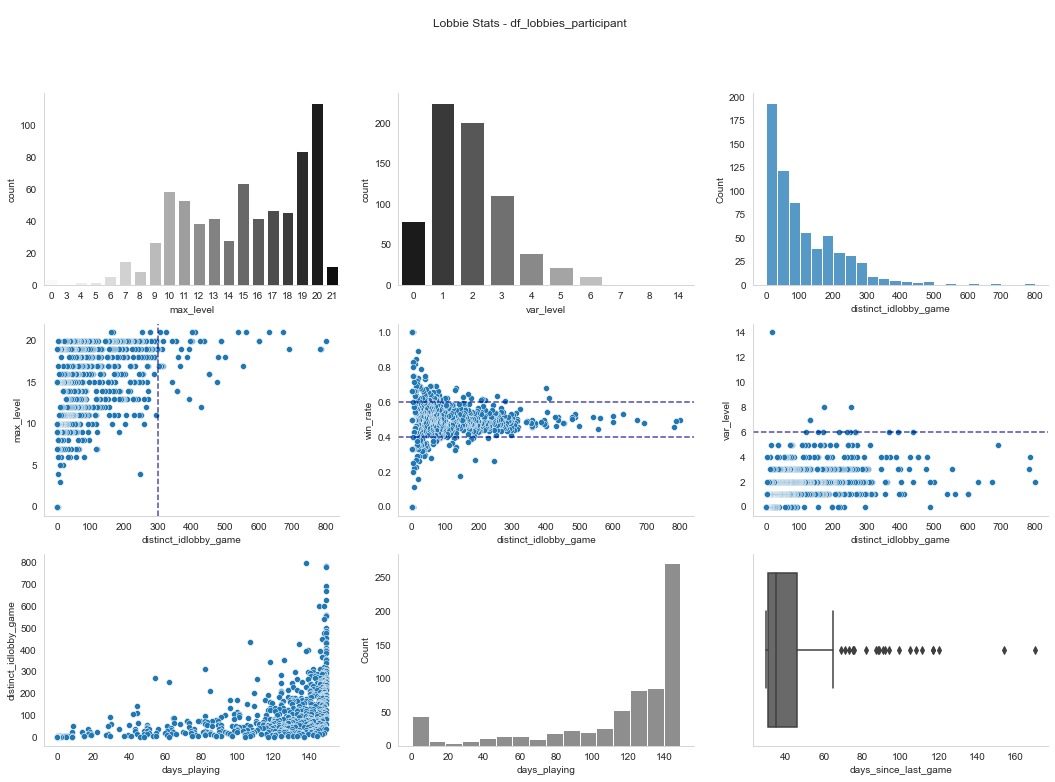 Lobbie Stats - df_lobbies_participant
count
100
80
60
40
20
0
0 3 4 5 6 7 8 9 10 11 12 13 14 15 16 17 18 19 20 21
max_level
count
200
150
100
50
0
0 1 2 3 4 5 6 7 8 14
var_level
Count
200
175
150
125
100
75
50
25
0
0 100 200 300 400 500 600 700 800
distinct_idlobby_game
max_level
20
15
10
5
0
0 100 200 300 400 500 600 700 800
distinct_idlobby_game
win_rate
1.0
0.8
0.6
0.4
0.2
0.0
0 100 200 300 400 500 600 700 800
distinct_idlobby_game
var_level
14
12
10
8
6
4
2
0
0 100 200 300 400 500 600 700 800
distinct_idlobby_game
distinct_idlobby_game
800
700
600
500
400
300
200
100
0
0 20 40 60 80 100 120 140
days_playing
Count
250
200
150
100
50
0
0 20 40 60 80 100 120 140
days_playing
40 60 80 100 120 140 160
days_since_last_game